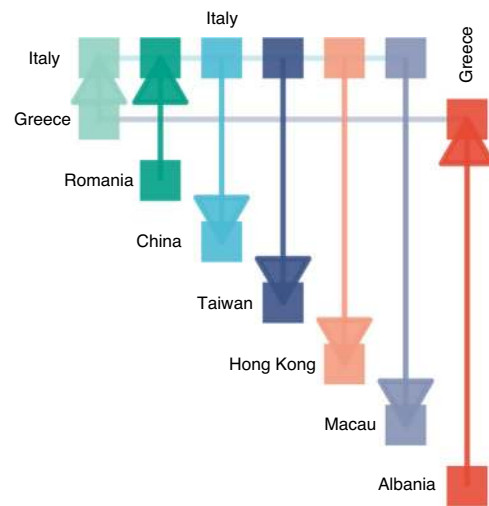 Italy
Italy
Greece
Greece
Romania
China
Taiwan
Hong Kong
Macau
Albania